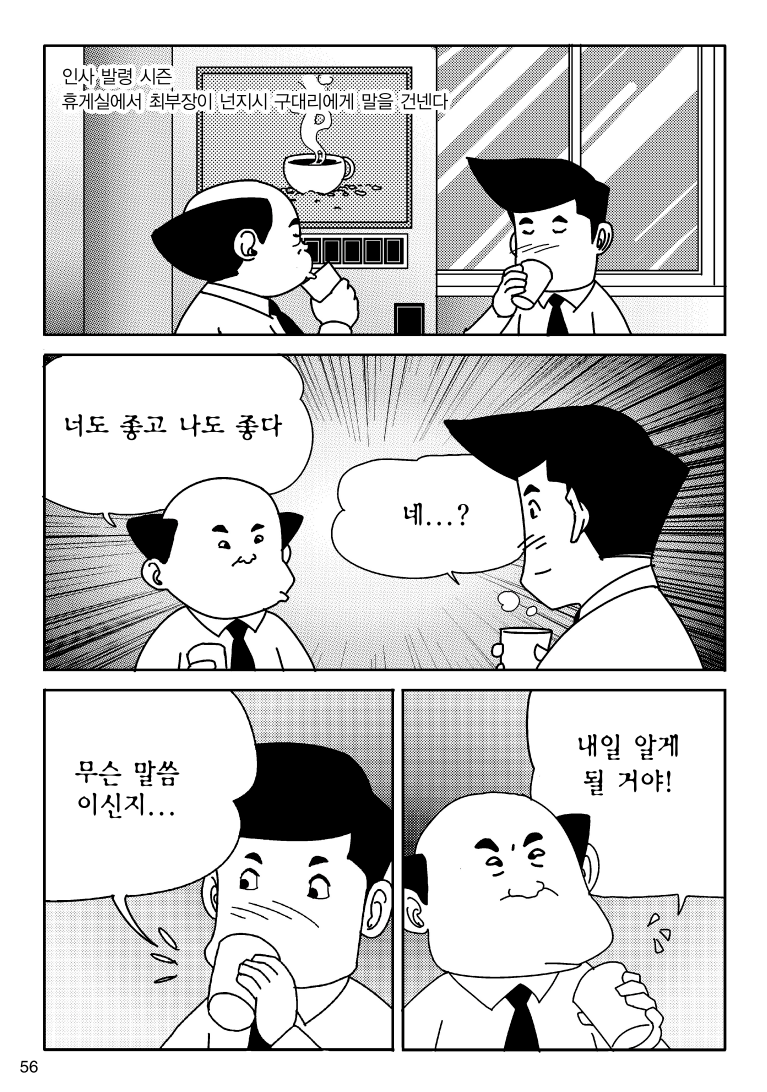 인사 발령 시즌
휴게실에서 최부장이 넌지시 구대리에게 말을 건넨다
너도 좋고 나도 좋다
네...?
무슨 말씀
이신지...
내일 알게
될 거야!
56